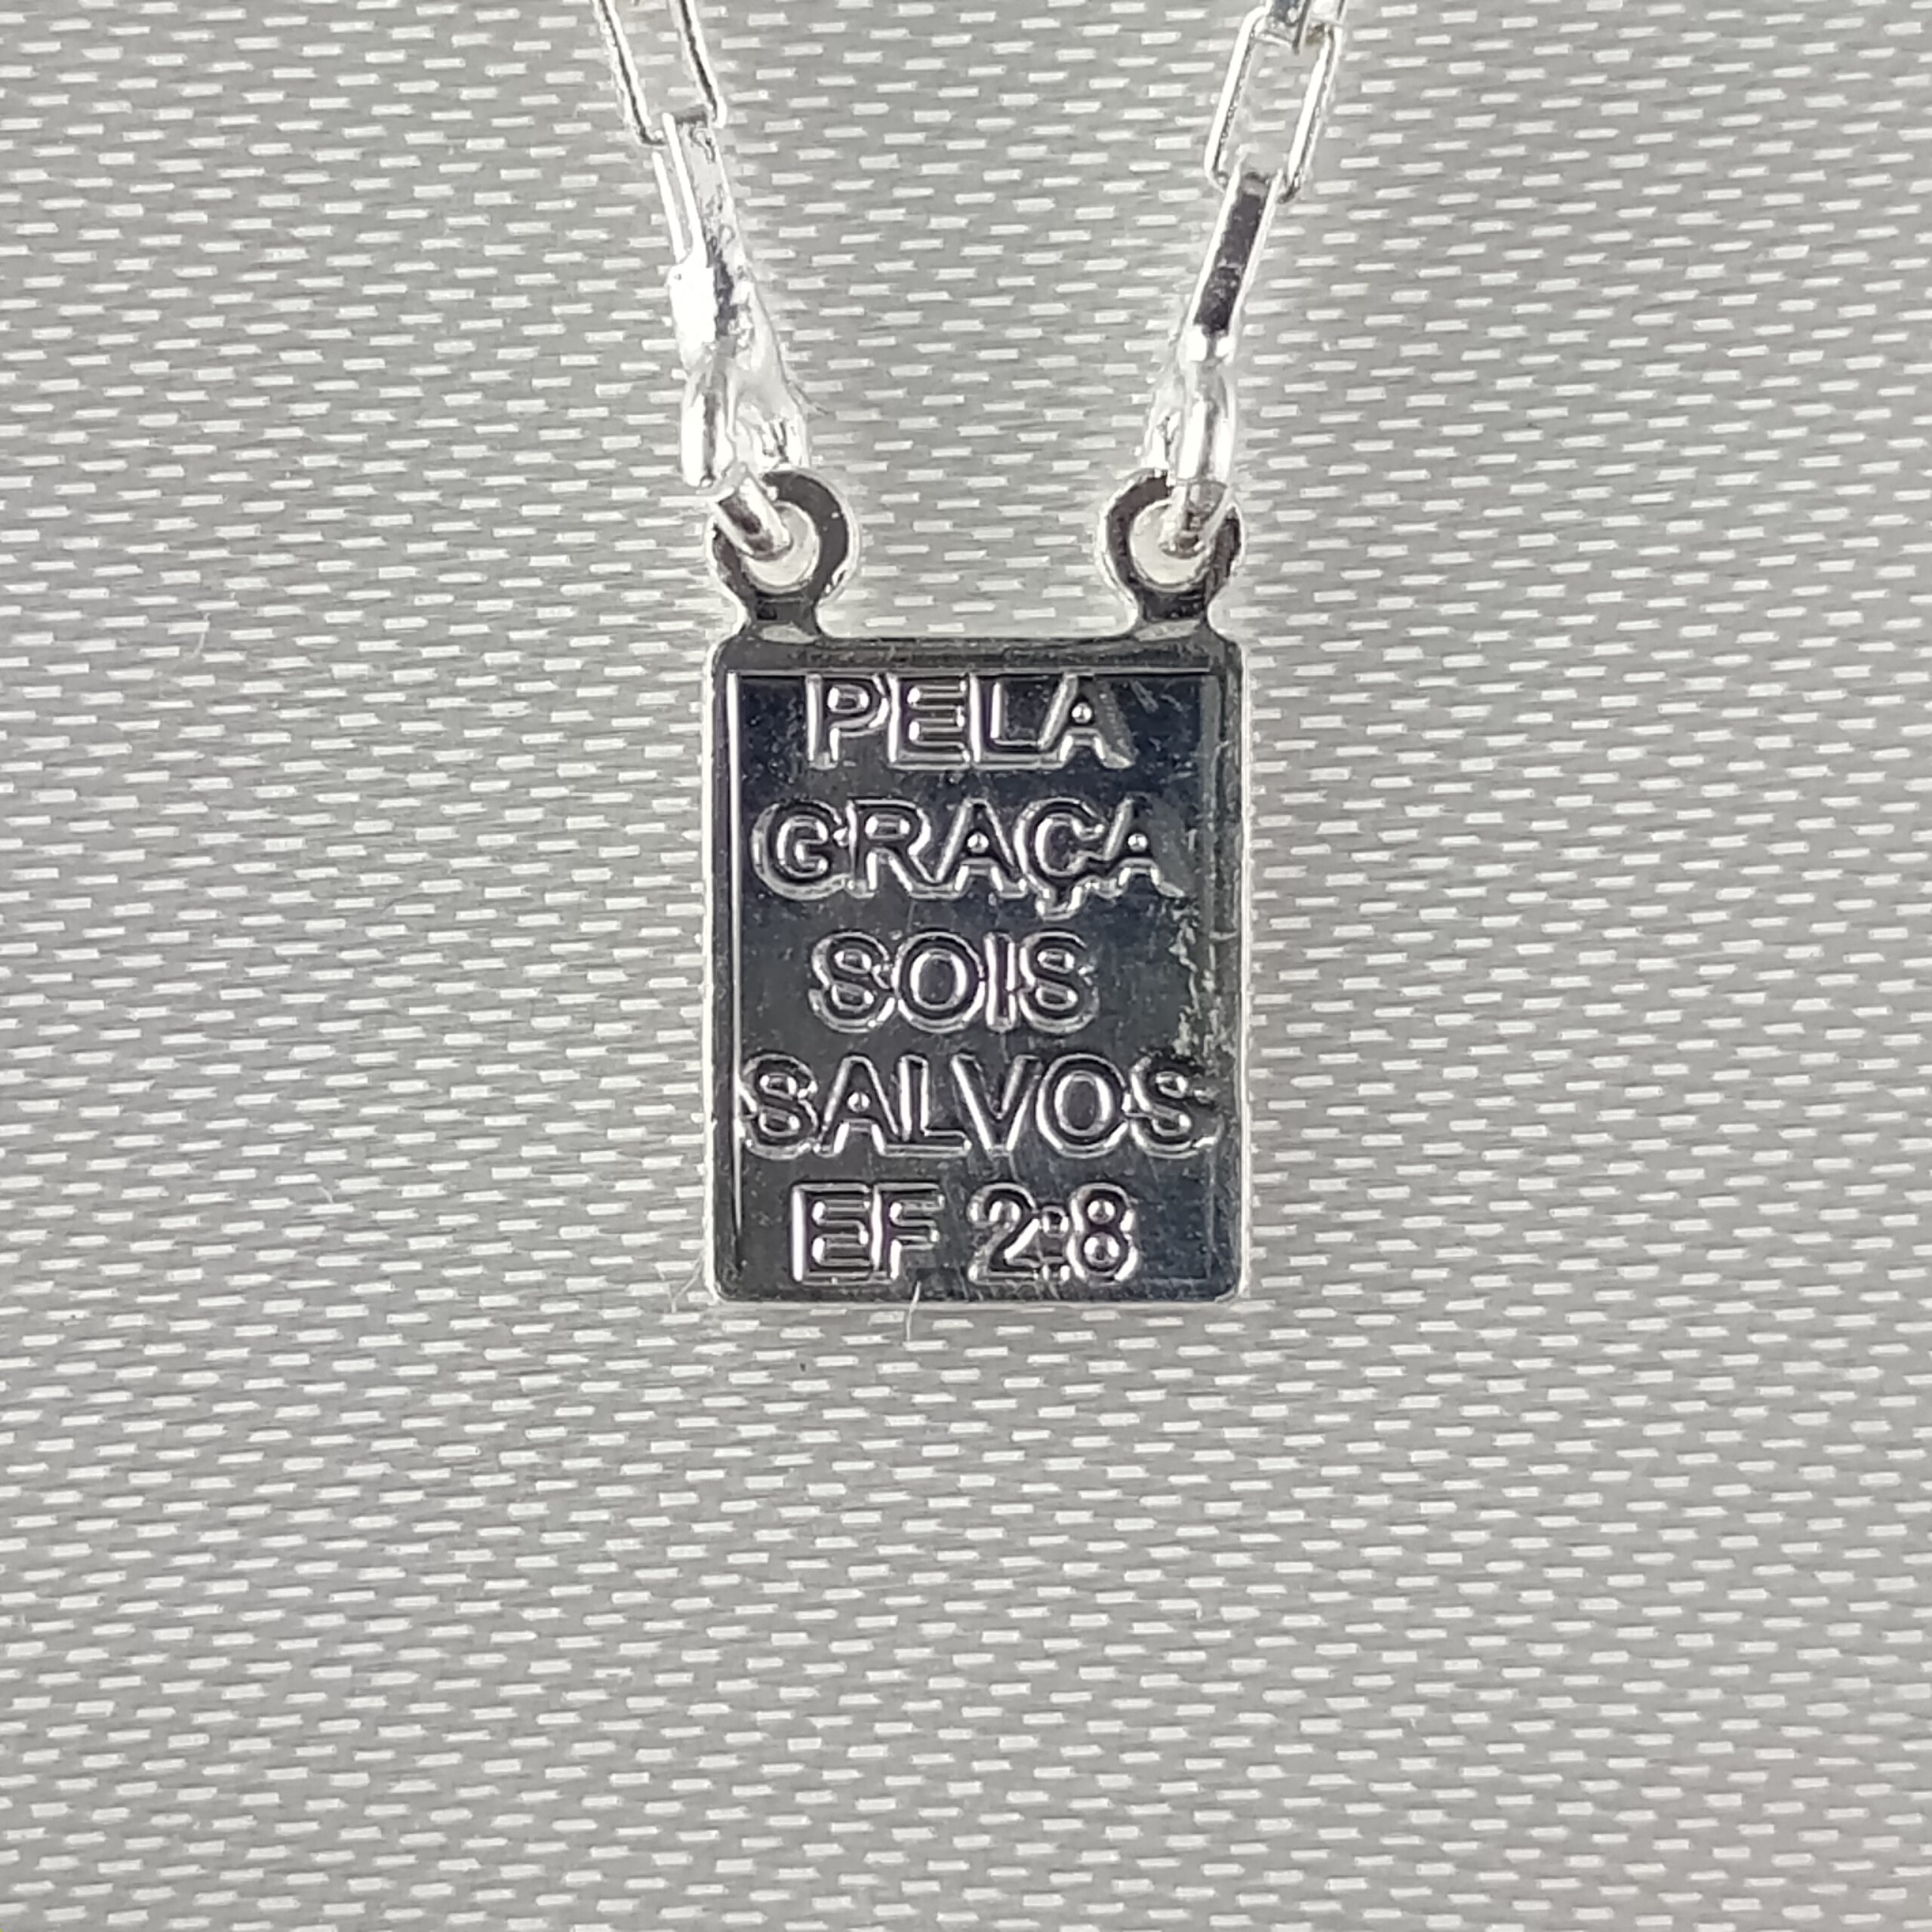 PELA
GRAÇA
SOIS
SALVOS
EF 2:8